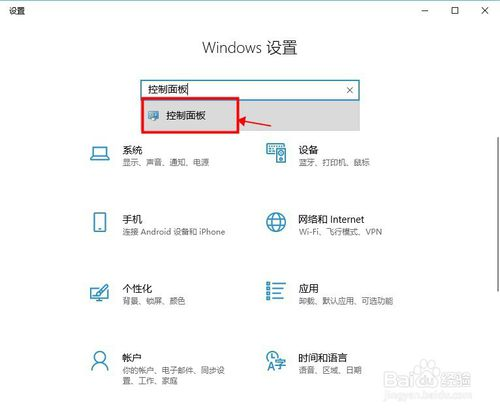 设置
Windows 设置
控制面板
控制面板
系统
显示、声音、通知、电源
设备
蓝牙、打印机、鼠标
手机
连接 Android 设备和 iPhone
网络和 Internet
Wi-Fi、飞行模式、VPN
个性化
背景、锁屏、颜色
应用
卸载、默认应用、可选功能
帐户
你的帐户、电子邮件、同步设置、工作、家庭
时间和语言
语音、区域、日期
Baidu 经验
jingyan.baidu.com